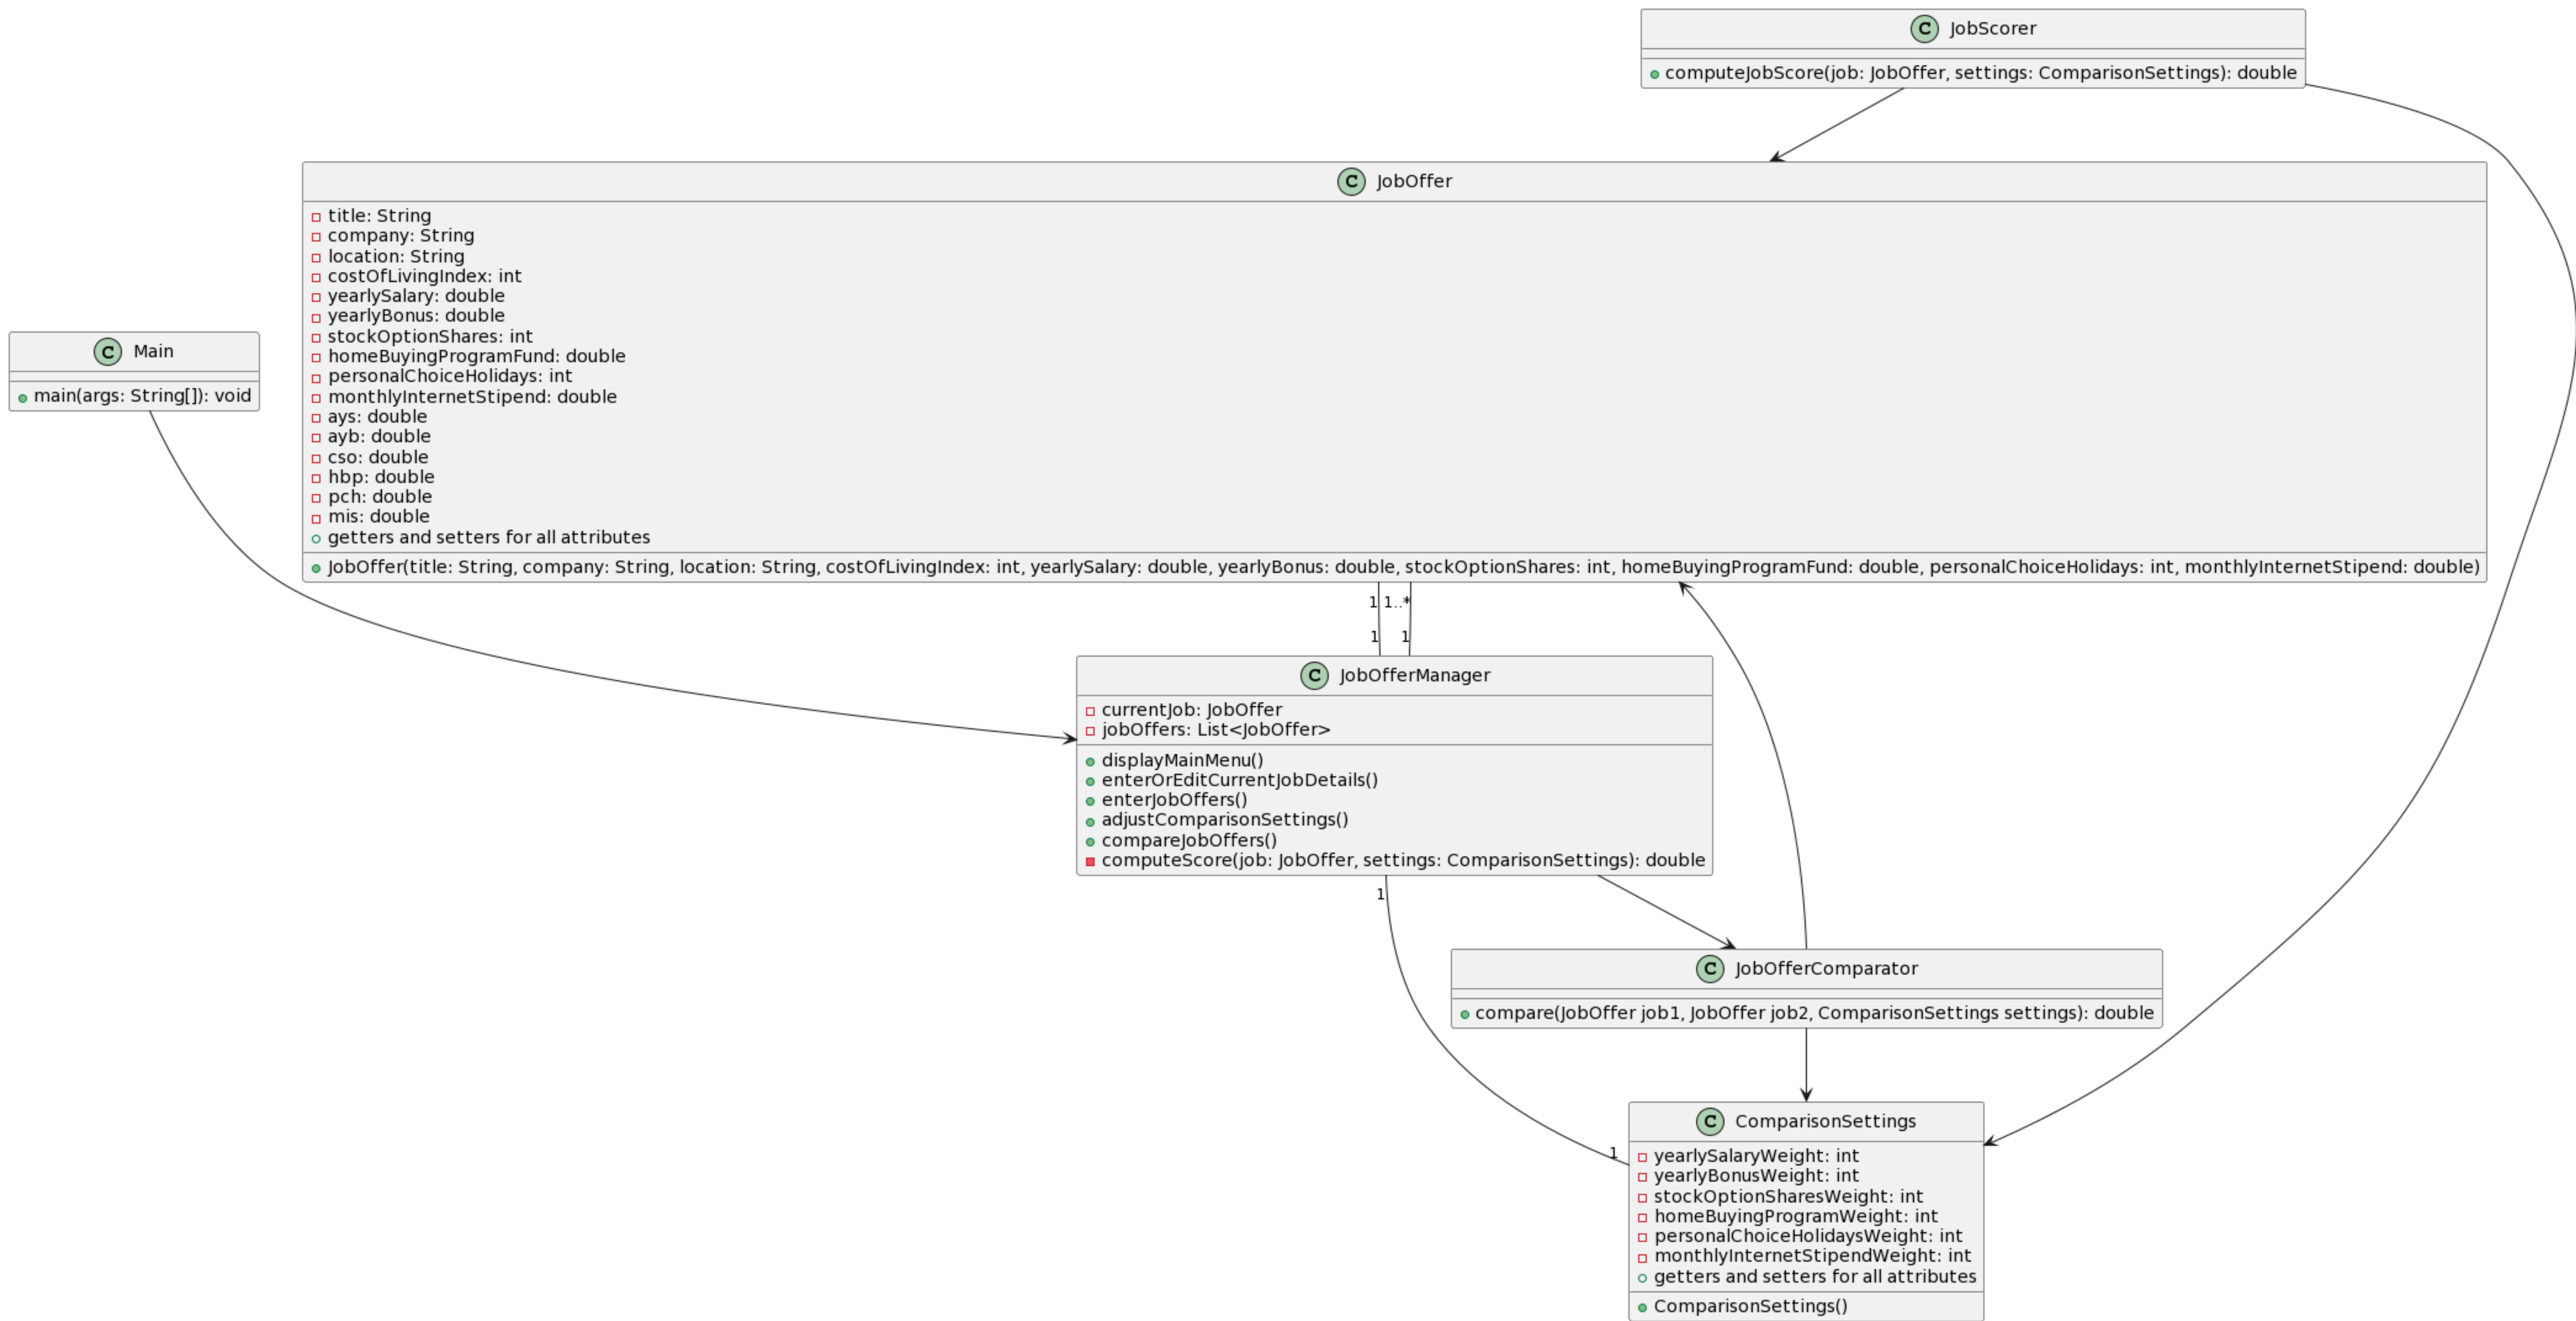 C JobScorer
computeJobScore(job: JobOffer, settings: ComparisonSettings): double
C JobOffer
title: String
company: String
location: String
costOfLivingIndex: int
yearlySalary: double
yearlyBonus: double
stockOptionShares: int
homeBuyingProgramFund: double
personalChoiceHolidays: int
monthlyInternetStipend: double
ays: double
ayb: double
cso: double
hbp: double
pch: double
mis: double
getters and setters for all attributes
JobOffer(title: String, company: String, location: String, costOfLivingIndex: int, yearlySalary: double, yearlyBonus: double, stockOptionShares: int, homeBuyingProgramFund: double, personalChoiceHolidays: int, monthlyInternetStipend: double)
C Main
main(args: String[]): void
1 1..*
1 1
C JobOfferManager
currentJob: JobOffer
jobOffers: List<JobOffer>
displayMainMenu()
enterOrEditCurrentJobDetails()
enterJobOffers()
adjustComparisonSettings()
compareJobOffers()
computeScore(job: JobOffer, settings: ComparisonSettings): double
1
C JobOfferComparator
compare(JobOffer job1, JobOffer job2, ComparisonSettings settings): double
1
C ComparisonSettings
yearlySalaryWeight: int
yearlyBonusWeight: int
stockOptionSharesWeight: int
homeBuyingProgramWeight: int
personalChoiceHolidaysWeight: int
monthlyInternetStipendWeight: int
getters and setters for all attributes
ComparisonSettings()